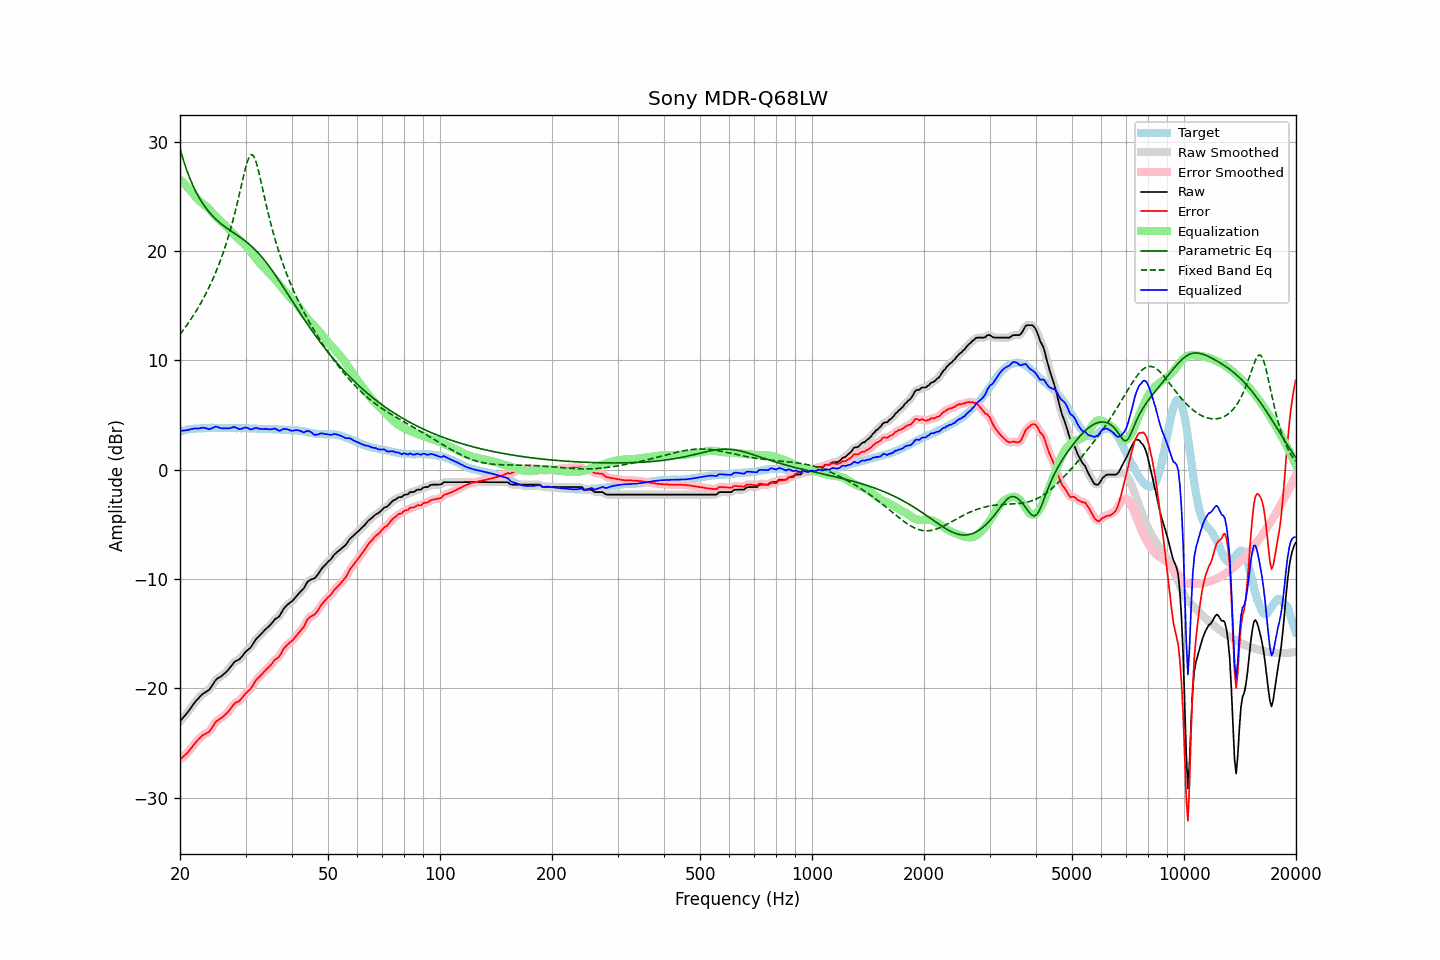 Sony MDR-Q68LW
Amplitude (dBr)
30
20
10
0
−10
−20
−30
20
50
100
200
500
1000
2000
5000
10000
20000
Frequency (Hz)
Target
Raw Smoothed
Error Smoothed
Raw
Error
Equalization
Parametric Eq
Fixed Band Eq
Equalized